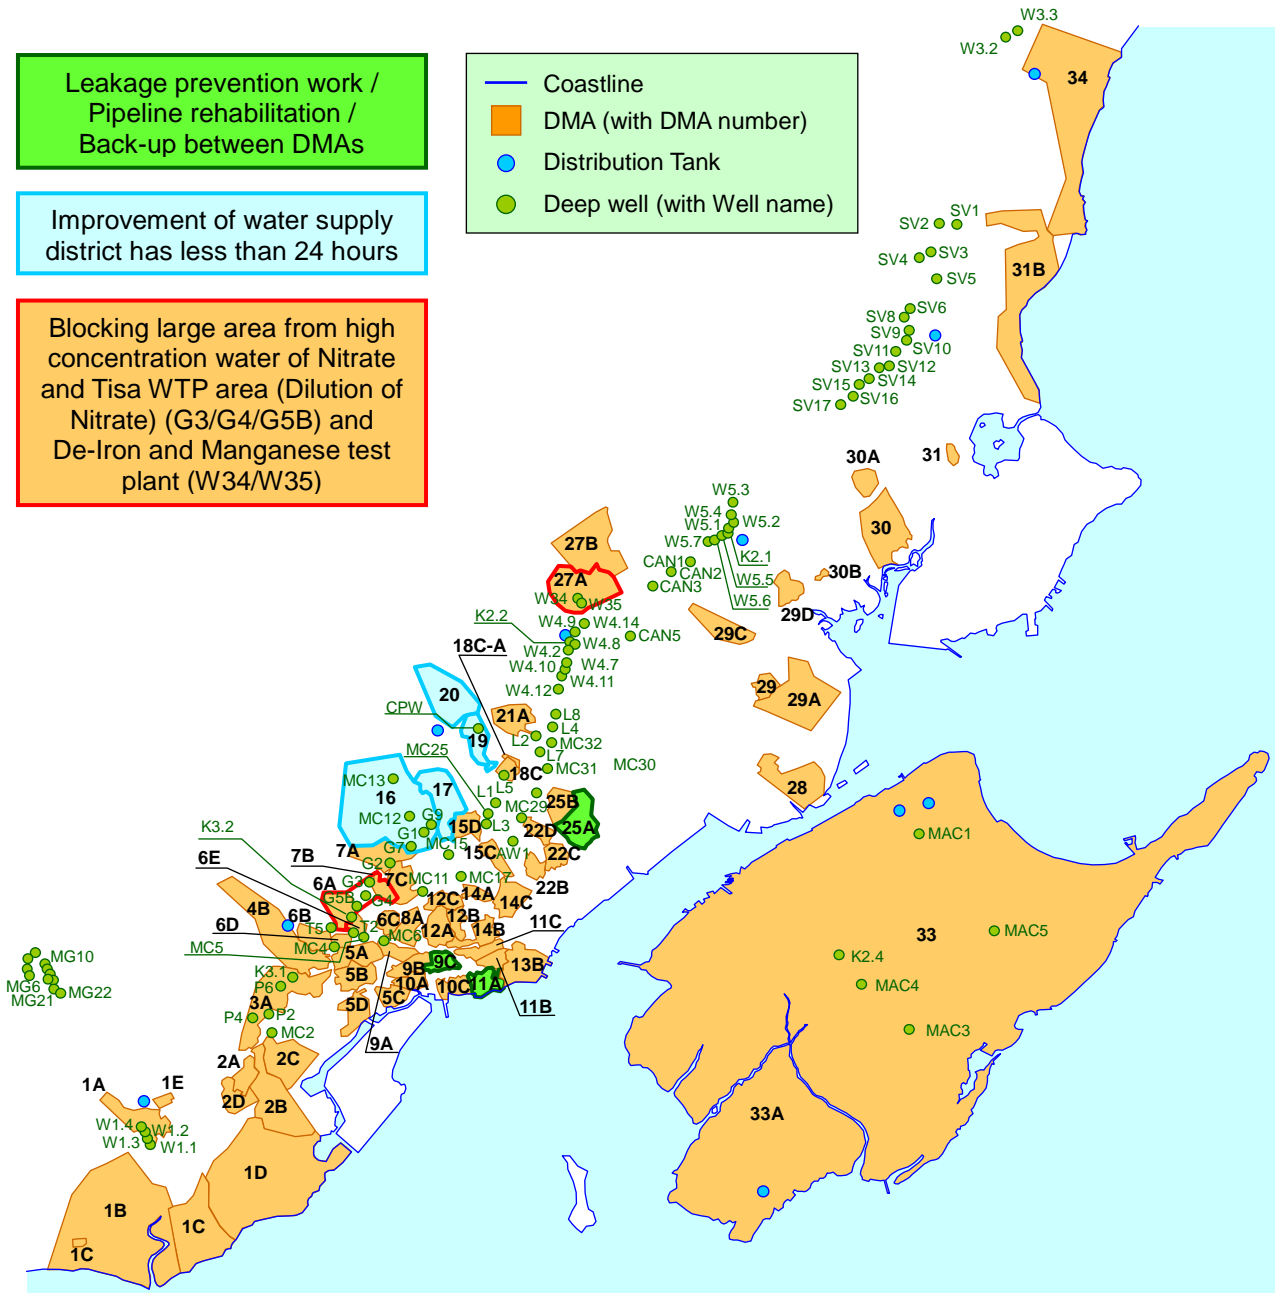 Leakage prevention work /
Pipeline rehabilitation /
Back-up between DMAs
Improvement of water supply
district has less than 24 hours
Blocking large area from high
concentration water of Nitrate
and Tisa WTP area (Dilution of
Nitrate) (G3/G4/G5B) and
De-Iron and Manganese test
plant (W34/W35)
Coastline
DMA (with DMA number)
Distribution Tank
Deep well (with Well name)
W3.3
W3.2
34
SV1
SV2
SV3
SV4
31B
SV5
SV6
SV8
SV9
SV10
SV11
SV12
SV13
SV14
SV15
SV16
SV17
31
30A
30
30B
W5.3
W5.4
W5.2
W5.1
W5.7
K2.1
W5.5
W5.6
CAN1
CAN2
CAN3
CAN5
27B
27A
W34
W35
29D
29C
29
29A
28
K2.2
W4.9
W4.14
W4.8
W4.2
W4.7
W4.10
W4.11
W4.12
18C-A
20
CPW
19
21A
L8
L4
L2
MC32
L7
MC31
MC30
MC25
18C
MC13
16
17
L1
L5
MC29
25B
25A
MC12
G9
G1
15D
L3
22D
K3.2
7A
G7
MC15
15C
AW1
22C
6E
7B
G2
22B
6A
G3
7C
MC11
MC17
G5B
G4
12C
14A
14C
4B
6B
6C
8A
12B
11C
6D
T5
T2
12A
14B
MC5
MC4
MC6
5A
9C
13B
MG10
K3.1
5B
9B
MG6
P6
10A
10C
11A
MG21
MG22
3A
5D
5C
11B
P4
P2
MC2
9A
2A
2C
1A
1E
2D
2B
W1.4
W1.2
W1.3
W1.1
1D
1B
1C
1C
MAC1
33
MAC5
K2.4
MAC4
MAC3
33A